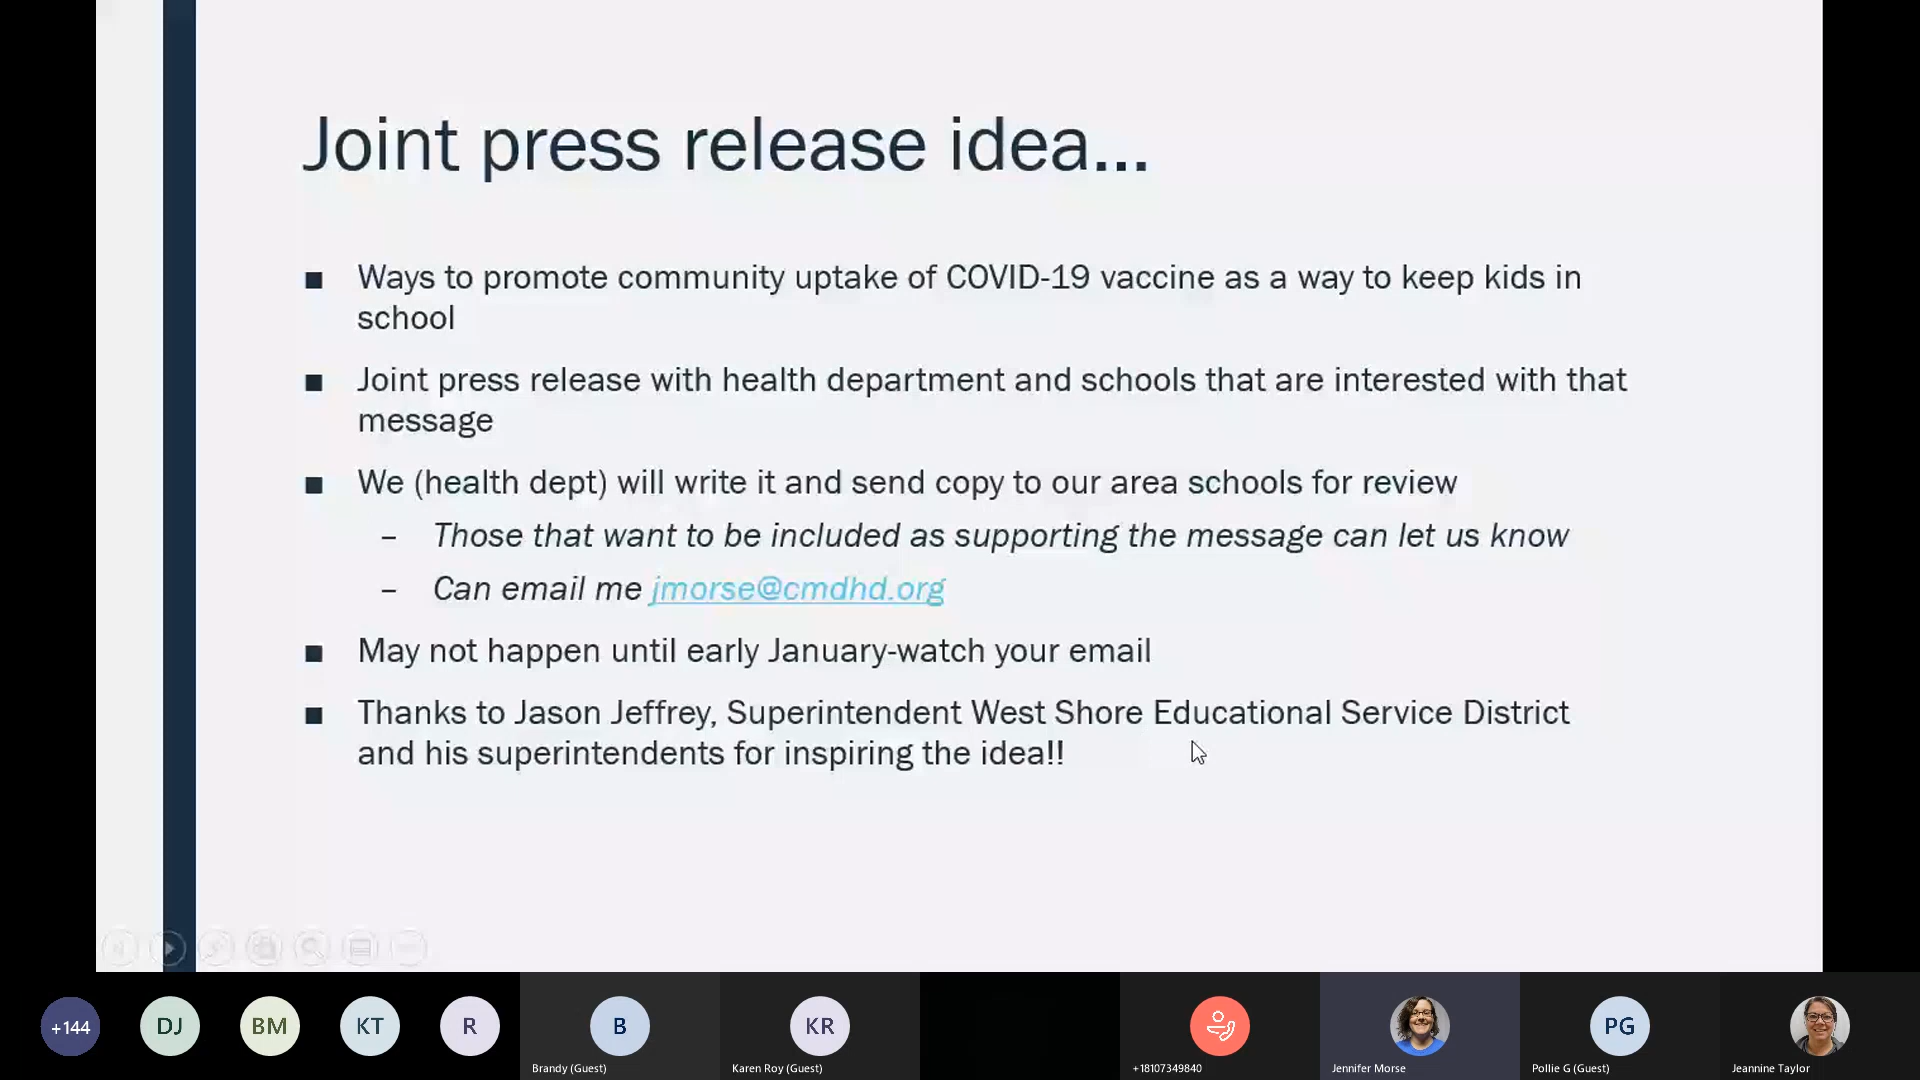 Joint press release idea...
Ways to promote community uptake of COVID-19 vaccine as a way to keep kids in
school
Joint press release with health department and schools that are interested with that
message
We (health dept) will write it and send copy to our area schools for review
– Those that want to be included as supporting the message can let us know
– Can email me jmorse@cmdhd.org
May not happen until early January-watch your email
Thanks to Jason Jeffrey, Superintendent West Shore Educational Service District
and his superintendents for inspiring the idea!!
+144
DJ
BM
KT
R
B
KR
PG
Brandy (Guest)
Karen Roy (Guest)
+18107349840
Jennifer Morse
Pollie G (Guest)
Jeannine Taylor